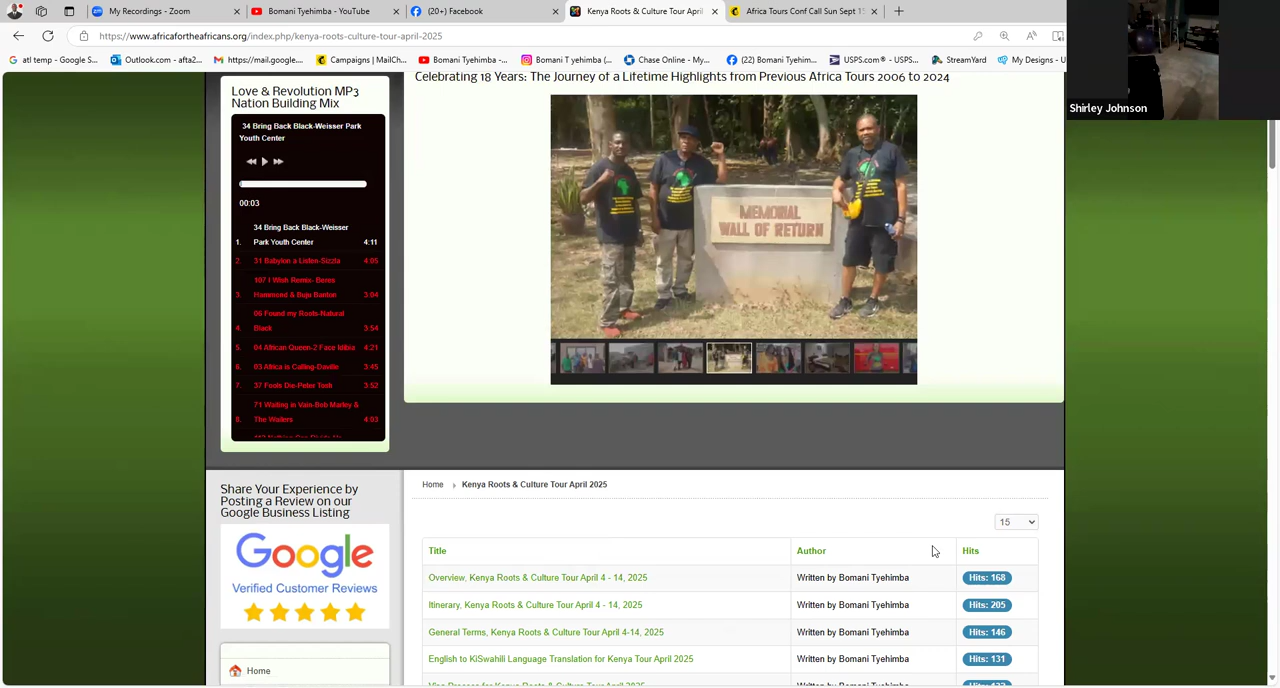 My Recordings - Zoom
Bomani Tyehimba - YouTube
(20+) Facebook
Kenya Roots & Culture Tour April
Africa Tours Conf Call Sun Sept 15
https://www.africafortheafricans.org/index.php/kenya-roots-culture-tour-april-2025
atl temp - Google S...
Outlook.com - afta2...
https://mail.google....
Campaigns | MailCh...
Bomani Tyehimba -...
Bomani T yehimba (...
Chase Online - My...
(22) Bomani Tyehim...
USPS.com® - USPS...
StreamYard
My Designs - U
Shirley Johnson
Love & Revolution MP3
Nation Building Mix
34 Bring Back Black-Weisser Park
Youth Center
00:03
34 Bring Back Black-Weisser
1. Park Youth Center 4:11
2. 31 Babylon a Listen-Sizzla 4:05
107 I Wish Remix- Beres
3. Hammond & Buju Banton 3:04
06 Found my Roots-Natural
4. Black 3:54
5. 04 African Queen-2 Face Idibia 4:21
6. 03 Africa is Calling-Daville 3:45
7. 37 Fools Die-Peter Tosh 3:52
71 Waiting in Vain-Bob Marley &
8. The Wailers 4:03
Celebrating 18 Years: The Journey of a Lifetime Highlights from Previous Africa Tours 2006 to 2024
MEMORIAL
WALL OF RETURN
Share Your Experience by
Posting a Review on our
Google Business Listing
Google
Verified Customer Reviews
Home
Home Kenya Roots & Culture Tour April 2025
15
Title Author Hits
Overview, Kenya Roots & Culture Tour April 4 - 14, 2025 Written by Bomani Tyehimba Hits: 168
Itinerary, Kenya Roots & Culture Tour April 4 - 14, 2025 Written by Bomani Tyehimba Hits: 205
General Terms, Kenya Roots & Culture Tour April 4-14, 2025 Written by Bomani Tyehimba Hits: 146
English to KiSwahili Language Translation for Kenya Tour April 2025 Written by Bomani Tyehimba Hits: 131